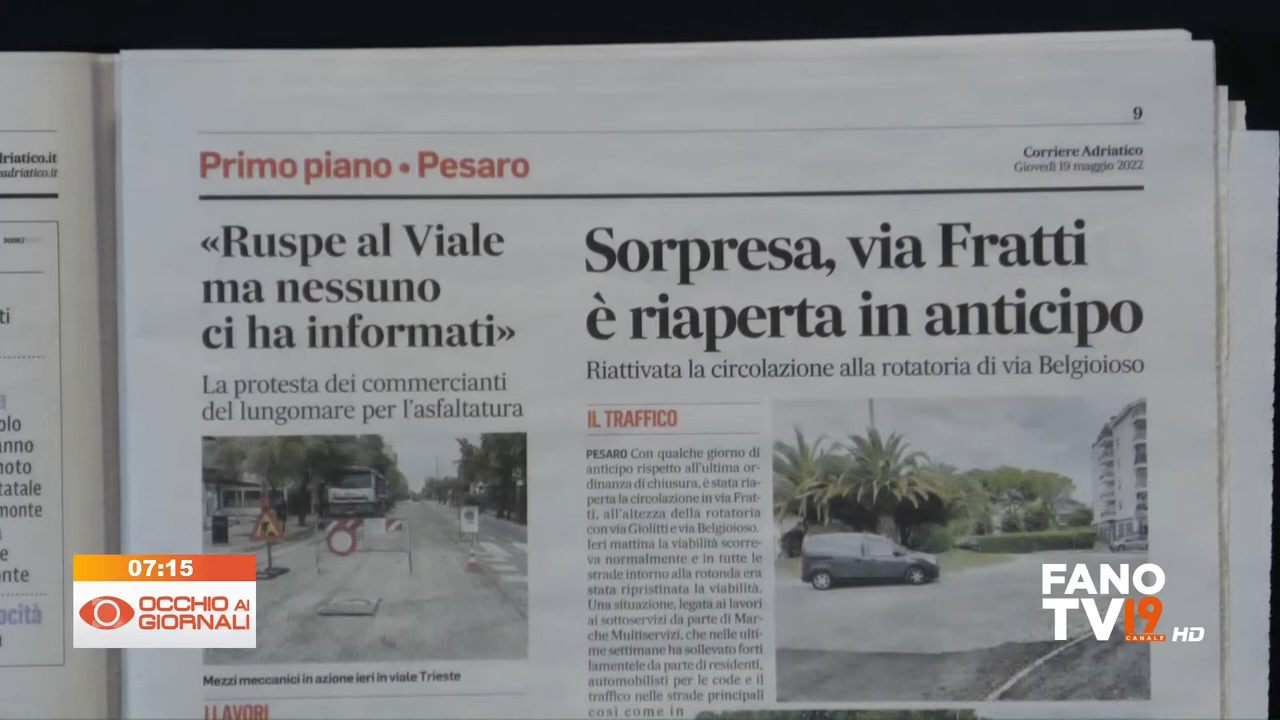 9
driatico.it
adriatico.it
Primo piano • Pesaro
Corriere Adriatico
Giovedì 19 maggio 2022
«Ruspe al Viale
ma nessuno
ci ha informati»
La protesta dei commercianti
del lungomare per l'asfaltatura
Mezzi meccanici in azione ieri in viale Trieste
I LAVORI
Sorpresa, via Fratti
è riaperta in anticipo
Riattivata la circolazione alla rotatoria di via Belgioioso
IL TRAFFICO
PESARO Con qualche giorno di
anticipo rispetto all'ultima or-
dinanza di chiusura, è stata ria-
perta la circolazione in via Frat-
ti, all'altezza della rotatoria
con via Giolitti e via Belgioioso.
Ieri mattina la viabilità scorre-
va normalmente e in tutte le
strade intorno alla rotonda era
stata ripristinata la viabilità.
Una situazione, legata ai lavori
ai sottoservizi da parte di Mar-
che Multiservizi, che nelle ulti-
me settimane ha sollevato forti
lamentele da parte di residenti,
automobilisti per le code e il
traffico nelle strade principali
così come in
ti
olo
anno
noto
tatale
monte
e
onte
ocità
07:15
OCCHIO AI
GIORNALI
FANO
TV19
CANALE HD